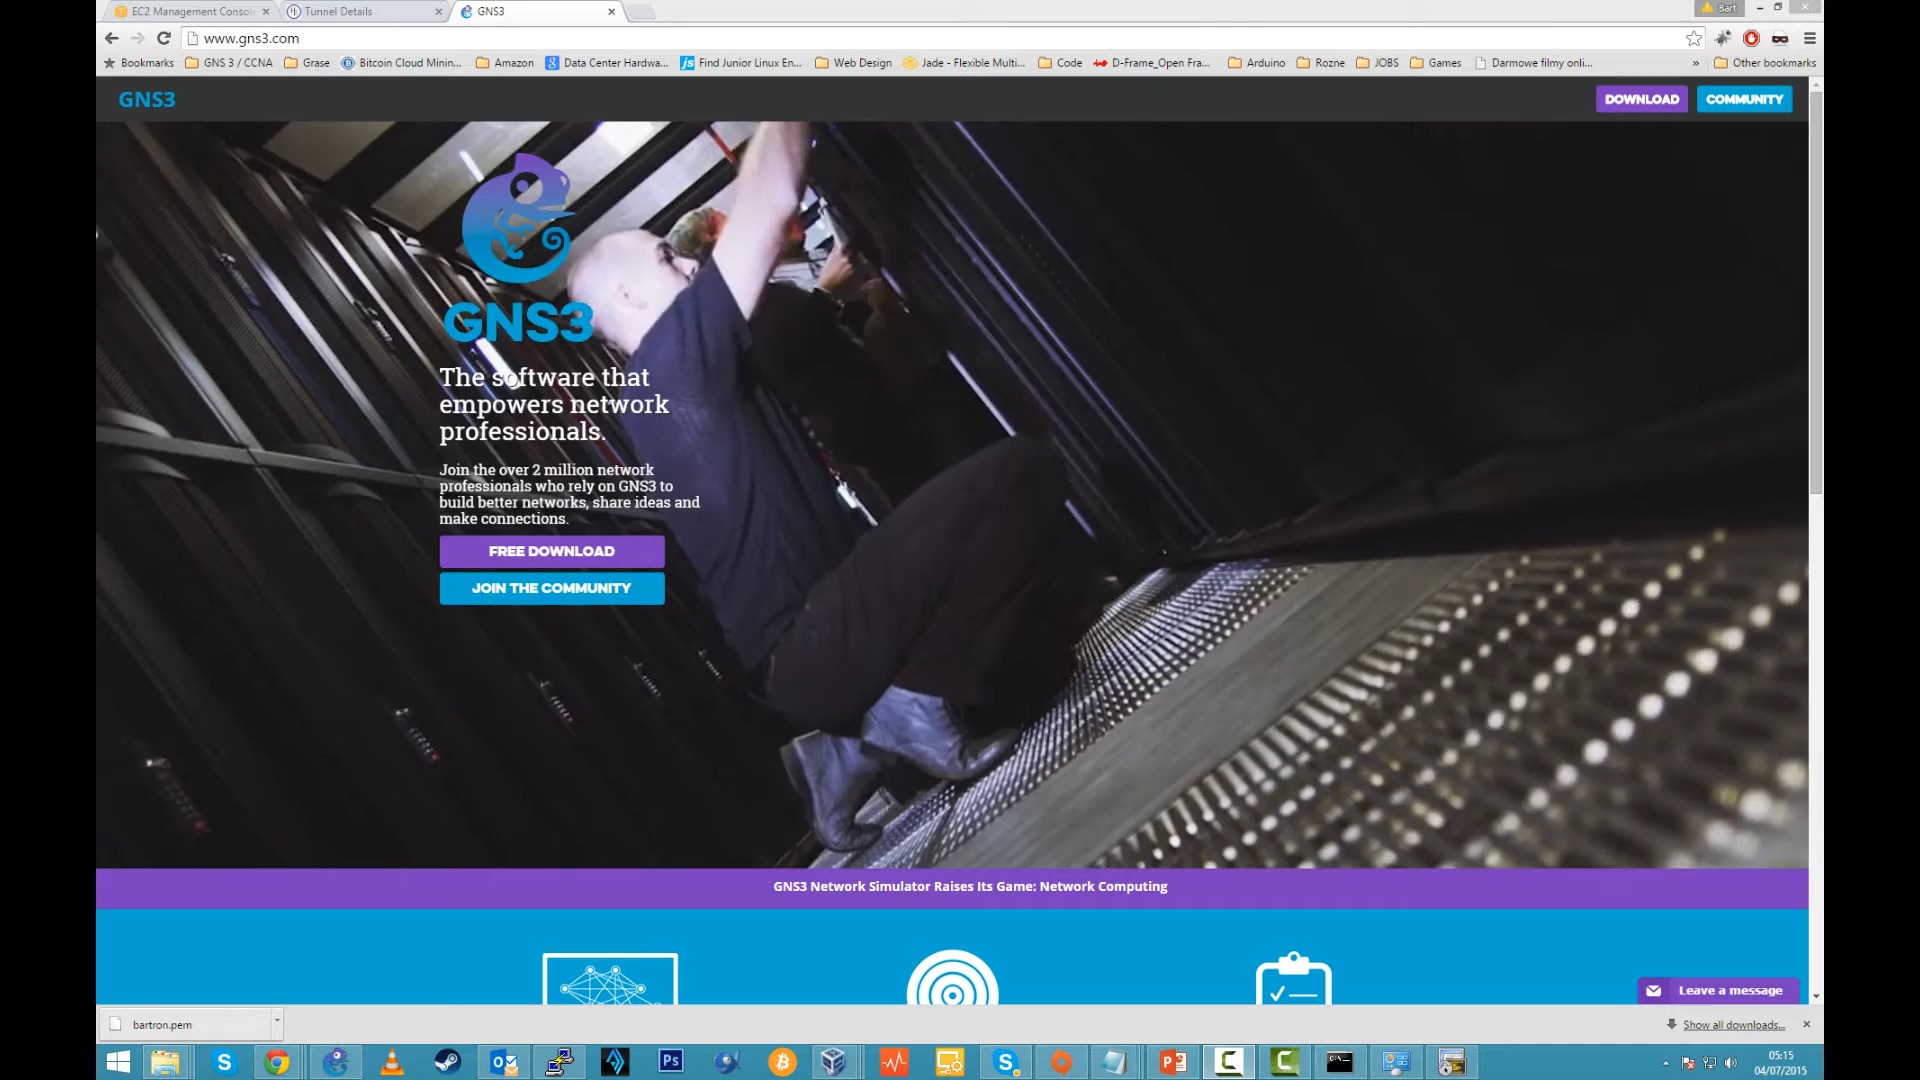 EC2 Management Consol
Tunnel Details
GNS3
Bart
www.gns3.com
Bookmarks
GNS 3 / CCNA
Grase
Bitcoin Cloud Minin...
Amazon
Data Center Hardwa...
Find Junior Linux En...
Web Design
Jade - Flexible Multi...
Code
D-Frame_Open Fra...
Arduino
Rozne
JOBS
Games
Darmowe filmy onli...
»
Other bookmarks
GNS3
DOWNLOAD
COMMUNITY
GNS3
The software that
empowers network
professionals.
Join the over 2 million network
professionals who rely on GNS3 to
build better networks, share ideas and
make connections.
FREE DOWNLOAD
JOIN THE COMMUNITY
GNS3 Network Simulator Raises Its Game: Network Computing
Leave a message
bartron.pem
Show all downloads...
05:15
04/07/2015